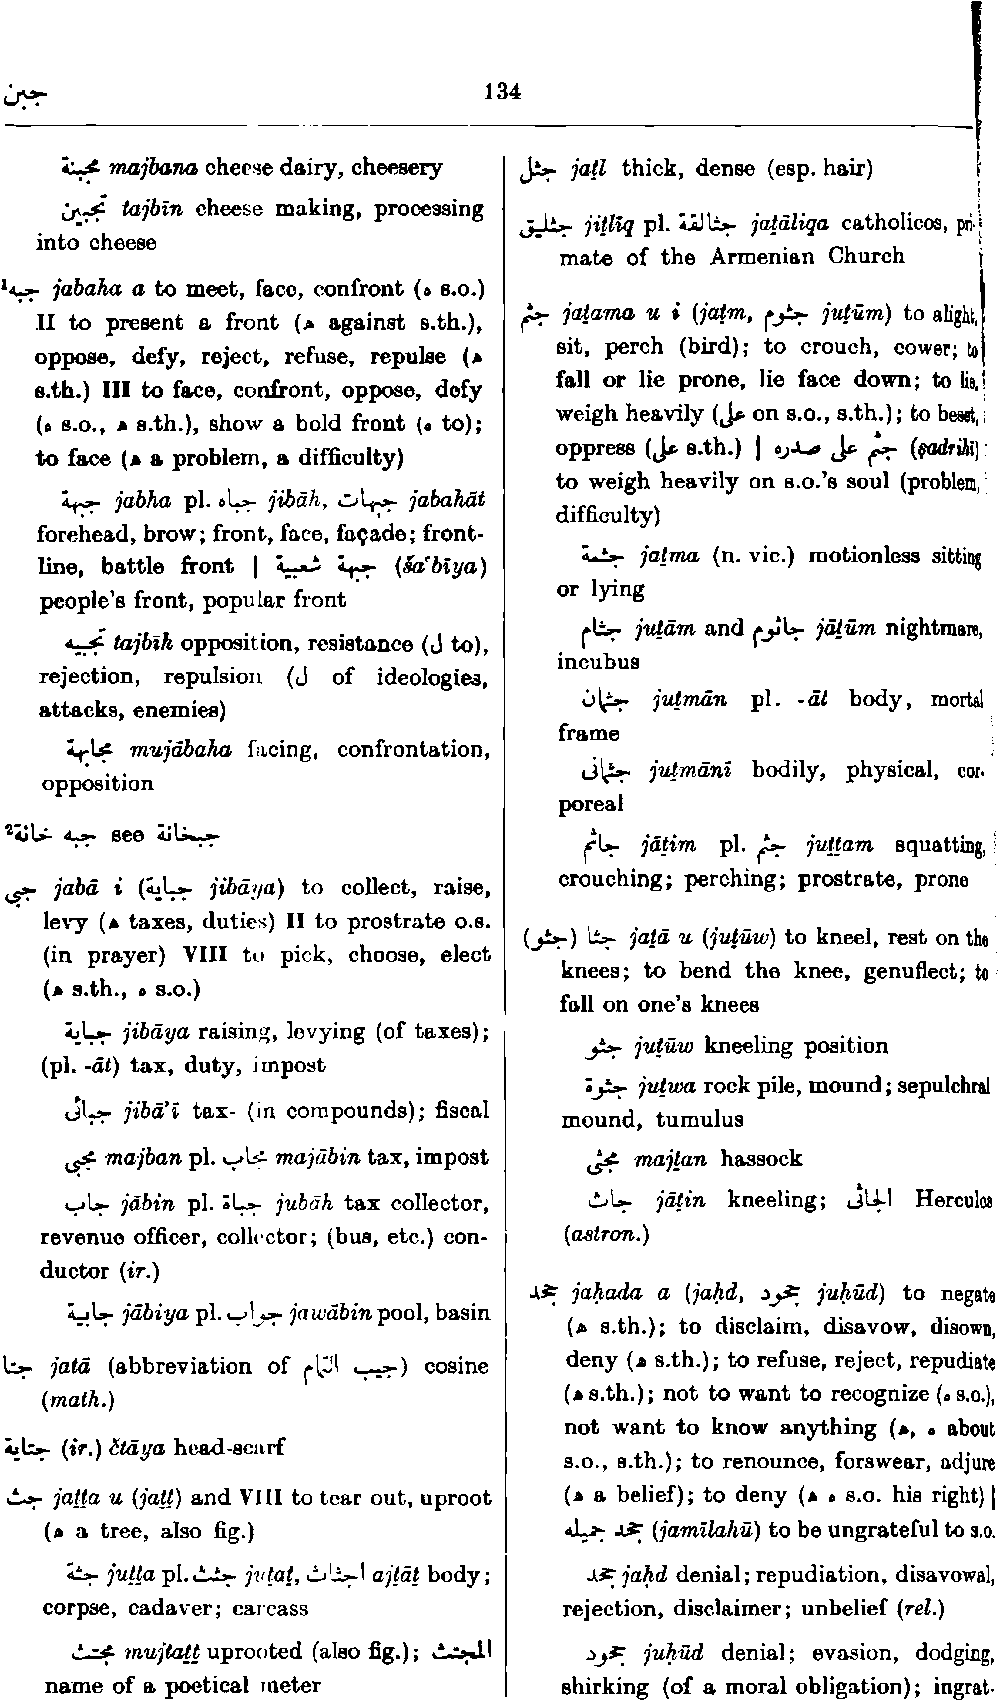 جبن
134
مجبنة majbana cheese dairy, cheesery
تجبين tajbīn cheese making, processing
into cheese
¹جبه jabaha a to meet, face, confront (ه s.o.)
II to present a front (ﻫ against s.th.),
oppose, defy, reject, refuse, repulse (ﻫ
s.th.) III to face, confront, oppose, defy
(ه s.o., ﻫ s.th.), show a bold front (ه to);
to face (ﻫ a problem, a difficulty)
جبهة jabha pl. جباه jibāh, جبهات jabahāt
forehead, brow; front, face, façade; front-
line, battle front | جبهة شعبية (ša‘bīya)
people's front, popular front
تجبيه tajbīh opposition, resistance (ل to),
rejection, repulsion (ل of ideologies,
attacks, enemies)
مجابهة mujābaha facing, confrontation,
opposition
²جبه خانة see جبخانة
جبى jabā i (جباية jibāya) to collect, raise,
levy (ﻫ taxes, duties) II to prostrate o.s.
(in prayer) VIII to pick, choose, elect
(ﻫ s.th., ه s.o.)
جباية jibāya raising, levying (of taxes);
(pl. -āt) tax, duty, impost
جبائى jibā'ī tax- (in compounds); fiscal
مجبى majban pl. مجاب majābin tax, impost
جاب jābin pl. جباة jubāh tax collector,
revenue officer, collector; (bus, etc.) con-
ductor (ir.)
جابية jābiya pl. جواب jawābin pool, basin
جتا jatā (abbreviation of جيب التمام) cosine
(math.)
جتاية (ir.) čtāya head-scarf
جث jaṯṯa u (jaṯṯ) and VIII to tear out, uproot
(ﻫ a tree, also fig.)
جثة juṯṯa pl. جثث juṯaṯ, اجثاث ajṯāṯ body;
corpse, cadaver; carcass
مجتث mujtaṯṯ uprooted (also fig.); المجتث
name of a poetical meter
جثل jaṯl thick, dense (esp. hair)
جثليق jiṯlīq pl. جثالقة jaṯāliqa catholicos, pri-
mate of the Armenian Church
جثم jaṯama u i (jaṯm, جثوم juṯūm) to alight,
sit, perch (bird); to crouch, cower; to
fall or lie prone, lie face down; to lie,
weigh heavily (على on s.o., s.th.); to beset,
oppress (على s.th.) | جثم على صدره (ṣadrihī)
to weigh heavily on s.o.'s soul (problem,
difficulty)
جثمة jaṯma (n. vic.) motionless sitting
or lying
جثام juṯām and جاثوم jāṯūm nightmare,
incubus
جثمان juṯmān pl. -āt body, mortal
frame
جثمانى juṯmānī bodily, physical, cor-
poreal
جاثم jāṯim pl. جثم juṯṯam squatting,
crouching; perching; prostrate, prone
(جثو) جثا jaṯā u (juṯūw) to kneel, rest on the
knees; to bend the knee, genuflect; to
fall on one's knees
جثو juṯūw kneeling position
جثوة juṯwa rock pile, mound; sepulchral
mound, tumulus
مجثى majṯan hassock
جاث jāṯin kneeling; الجاثى Hercules
(astron.)
جحد jaḥada a (jaḥd, جحود juḥūd) to negate
(ﻫ s.th.); to disclaim, disavow, disown,
deny (ﻫ s.th.); to refuse, reject, repudiate
(ﻫ s.th.); not to want to recognize (ه s.o.),
not want to know anything (ﻫ, ه about
s.o., s.th.); to renounce, forswear, adjure
(ﻫ a belief); to deny (ﻫ ه s.o. his right) |
جحد جميله (jamīlahū) to be ungrateful to s.o.
جحد jaḥd denial; repudiation, disavowal,
rejection, disclaimer; unbelief (rel.)
جحود juḥūd denial; evasion, dodging,
shirking (of a moral obligation); ingrat-